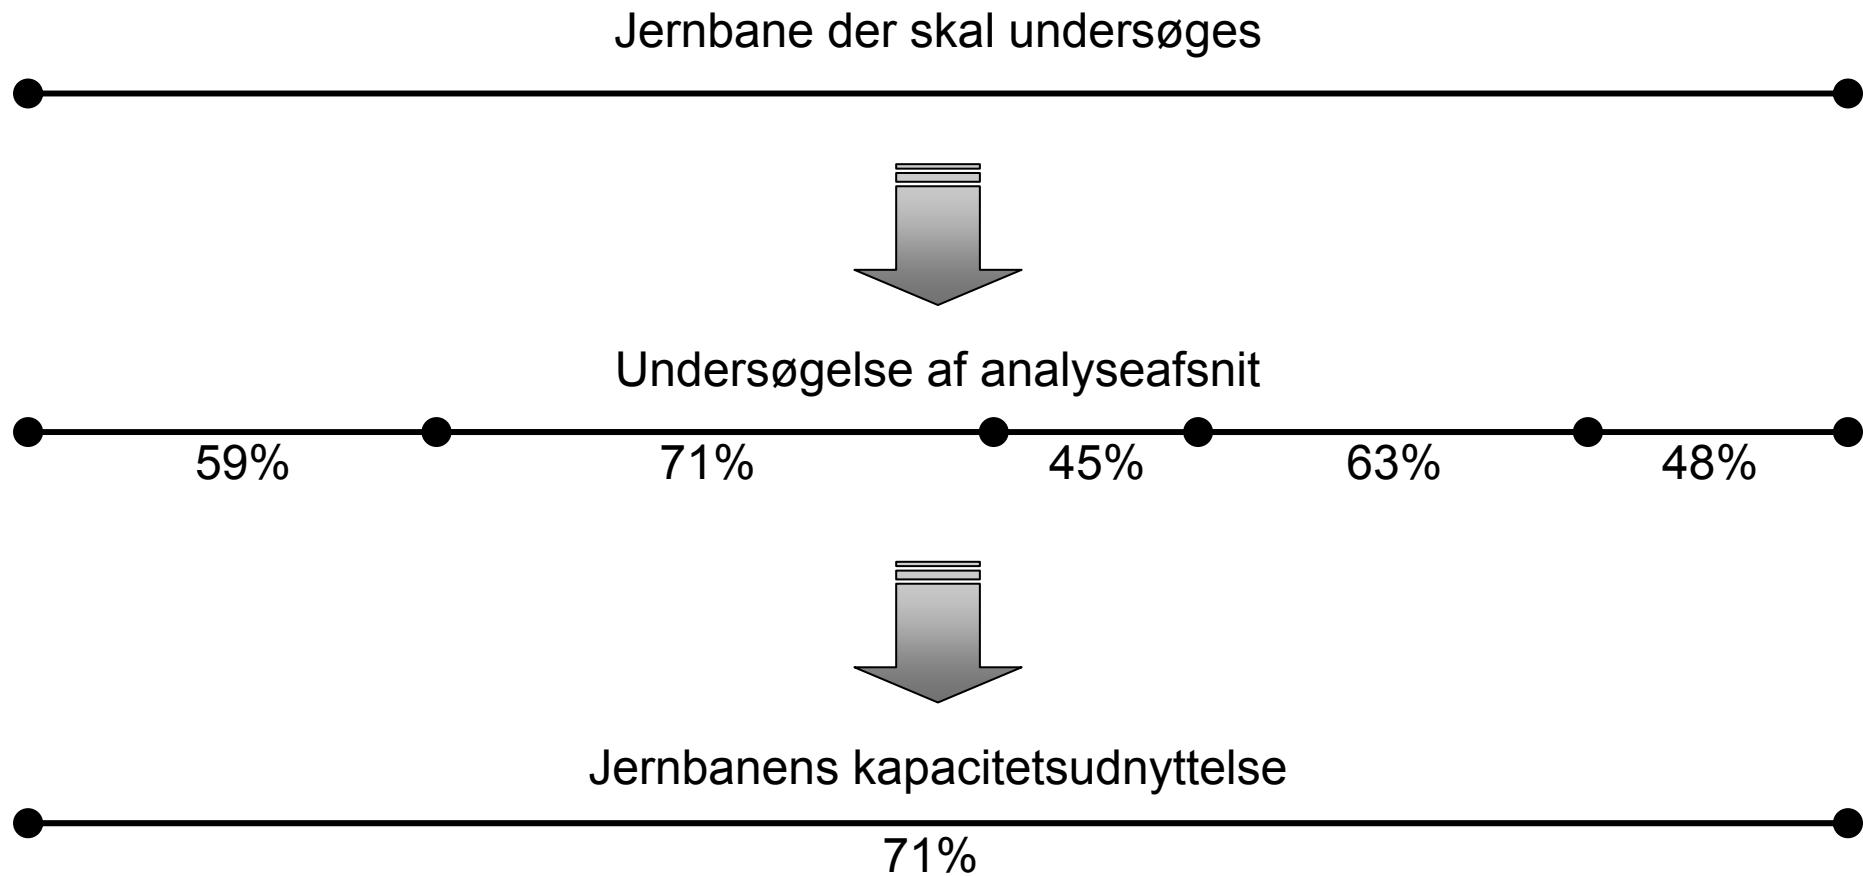 Jernbane der skal undersøges
Undersøgelse af analyseafsnit
59% 71% 45% 63% 48%
Jernbanens kapacitetsudnyttelse
71%